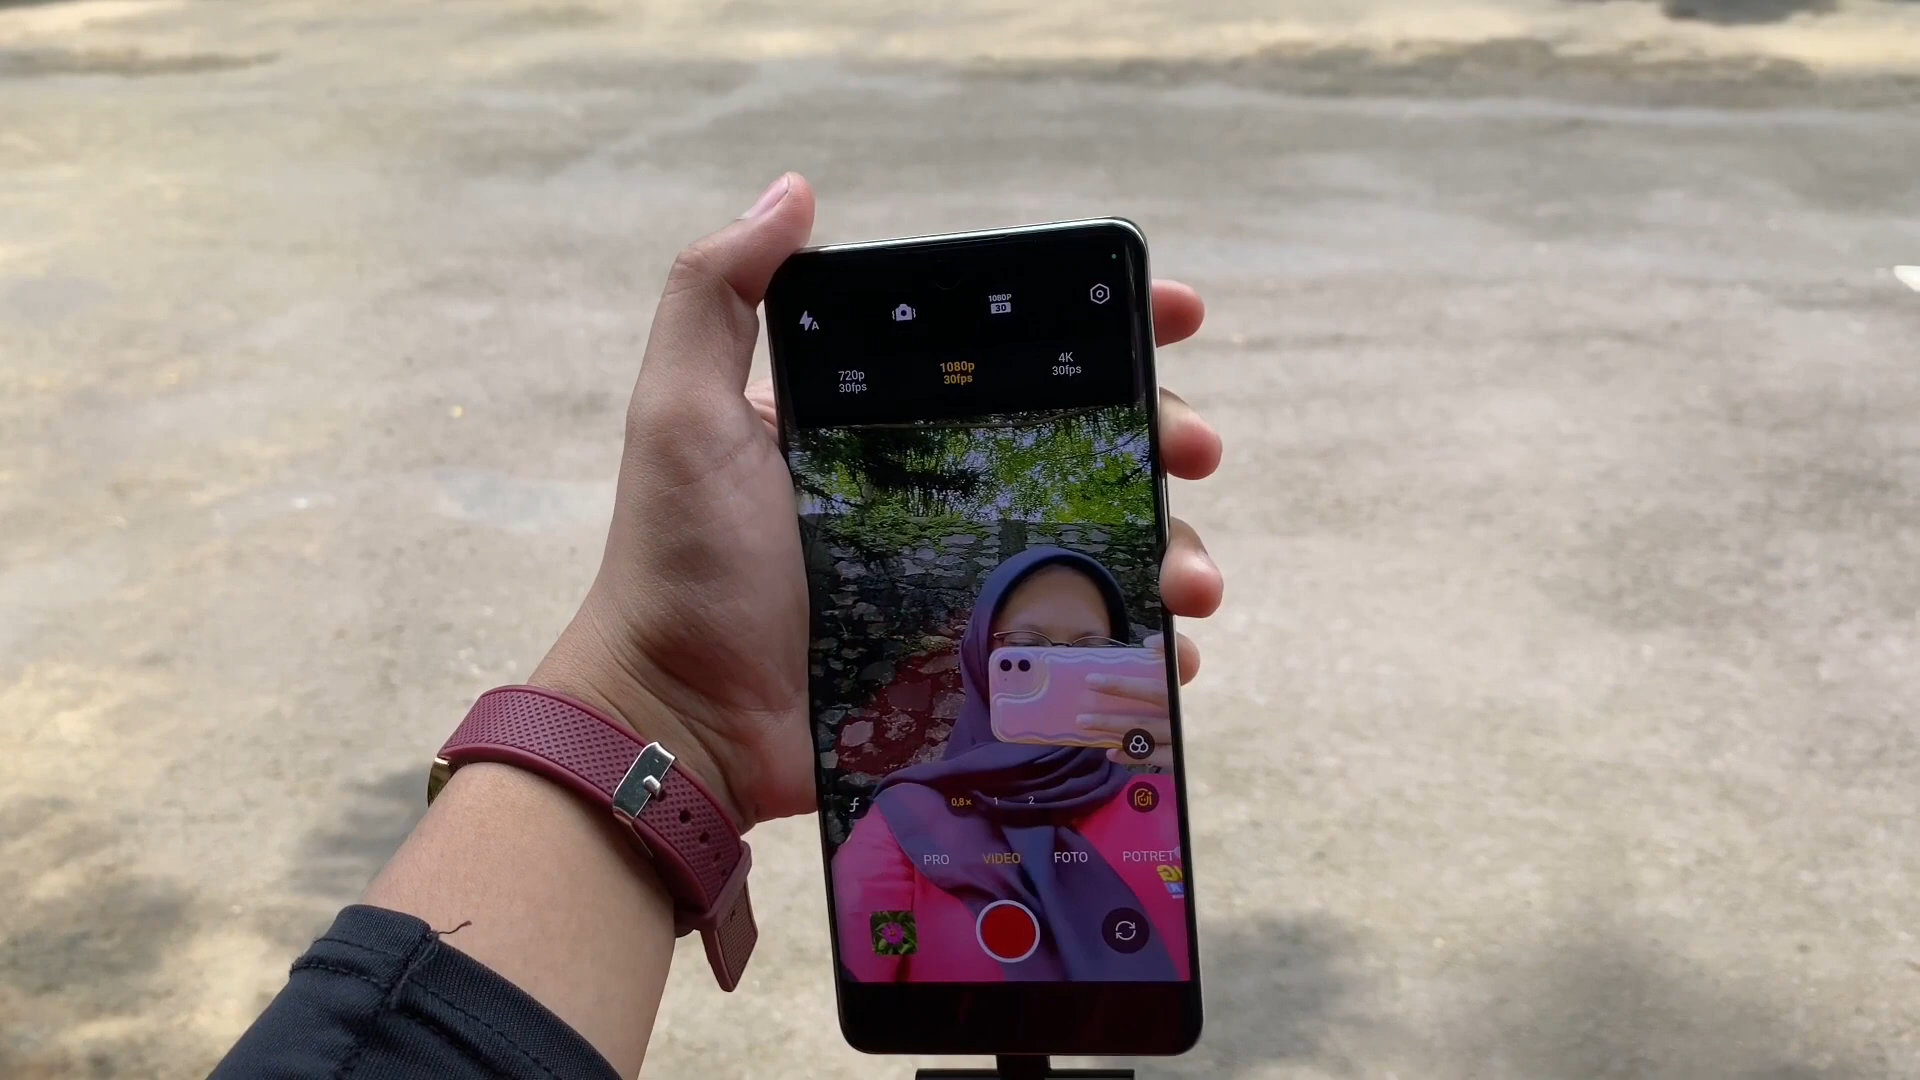 A
1080P
30
720p
30fps
1080p
30fps
4K
30fps
0,8×
1
2
PRO
VIDEO
FOTO
POTRET